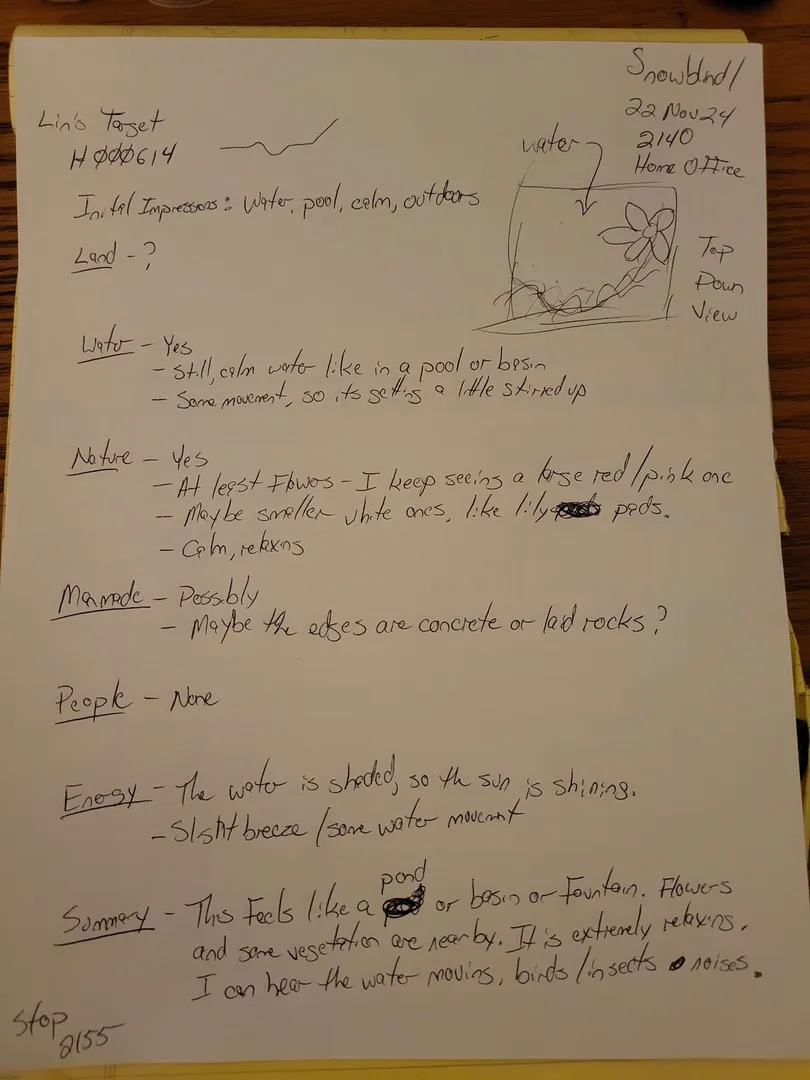 Snowblind/
22 Nov 24
2140
Home Office
Lin's Target
HØØØ614
water
Top
Down
View
Initial Impressions: Water, pool, calm, outdoors
Land - ?
Water - Yes
- Still, calm water like in a pool or basin
- Some movement, so its getting a little stirred up
Nature - Yes
- At least Flowers - I keep seeing a large red/pink one
- Maybe smaller white ones, like lily pads.
- Calm, relaxing
Manmade - Possibly
- Maybe the edges are concrete or laid rocks?
People - None
Energy - The water is shaded, so the sun is shining.
- Slight breeze/some water movement
Summary - This Feels like a pond or basin or Fountain. Flowers
and some vegetation are nearby. It is extremely relaxing.
I can hear the water moving, birds/insects noises.
Stop
2155